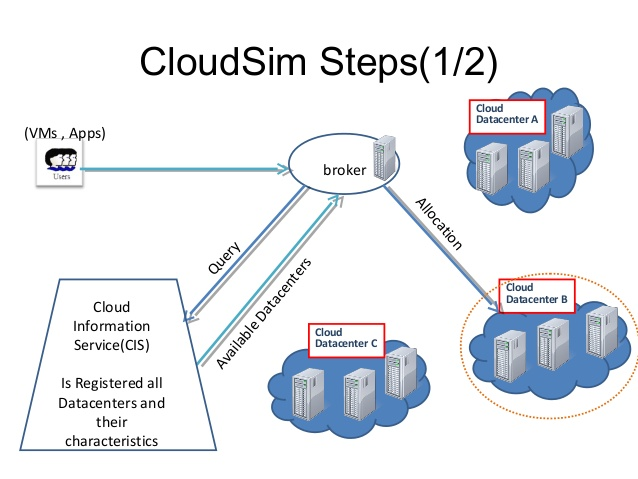 CloudSim Steps(1/2)
(VMs , Apps)
Users
broker
Cloud
Datacenter A
Query
Available Datacenters
Allocation
Cloud
Datacenter B
Cloud
Datacenter C
Cloud
Information
Service(CIS)
Is Registered all
Datacenters and
their
characteristics